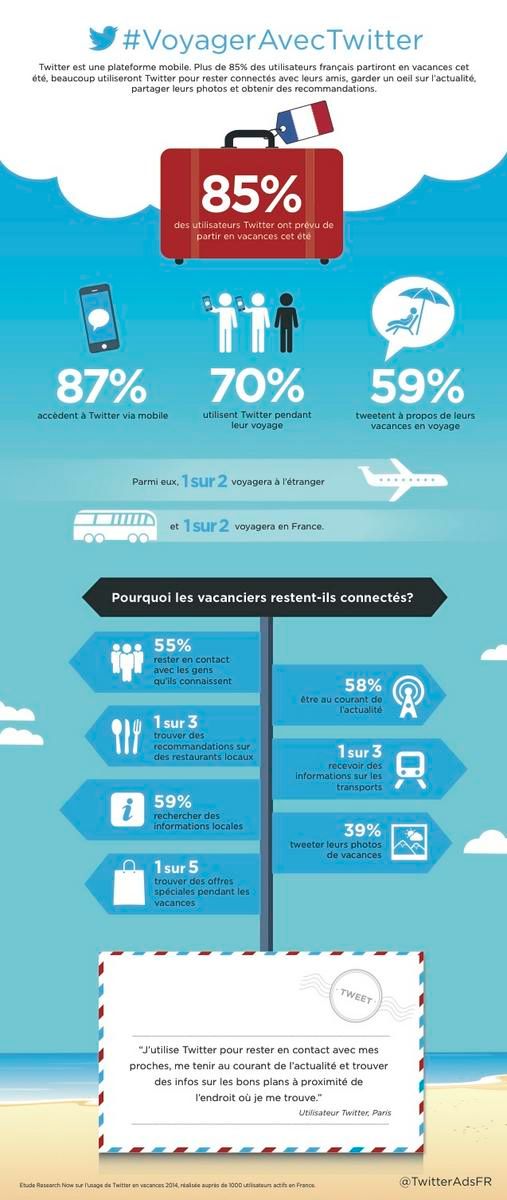 #VoyagerAvecTwitter
Twitter est une plateforme mobile. Plus de 85% des utilisateurs français partiront en vacances cet
été, beaucoup utiliseront Twitter pour rester connectés avec leurs amis, garder un oeil sur l'actualité,
partager leurs photos et obtenir des recommandations.
85%
des utilisateurs Twitter ont prévu de
partir en vacances cet été
87%
accèdent à Twitter via mobile
70%
utilisent Twitter pendant
leur voyage
59%
tweetent à propos de leurs
vacances en voyage
Parmi eux, 1 sur 2 voyagera à l'étranger
et 1 sur 2 voyagera en France.
Pourquoi les vacanciers restent-ils connectés?
55%
rester en contact
avec les gens
qu'ils connaissent
58%
être au courant de
l'actualité
1 sur 3
trouver des
recommandations sur
des restaurants locaux
1 sur 3
recevoir des
informations sur les
transports
59%
rechercher des
informations locales
39%
tweeter leurs photos
de vacances
1 sur 5
trouver des offres
spéciales pendant les
vacances
TWEET
"J'utilise Twitter pour rester en contact avec mes
proches, me tenir au courant de l'actualité et trouver
des infos sur les bons plans à proximité de
l'endroit où je me trouve."
Utilisateur Twitter, Paris
Etude Research Now sur l'usage de Twitter en vacances 2014, réalisée auprès de 1000 utilisateurs actifs en France.
@TwitterAdsFR